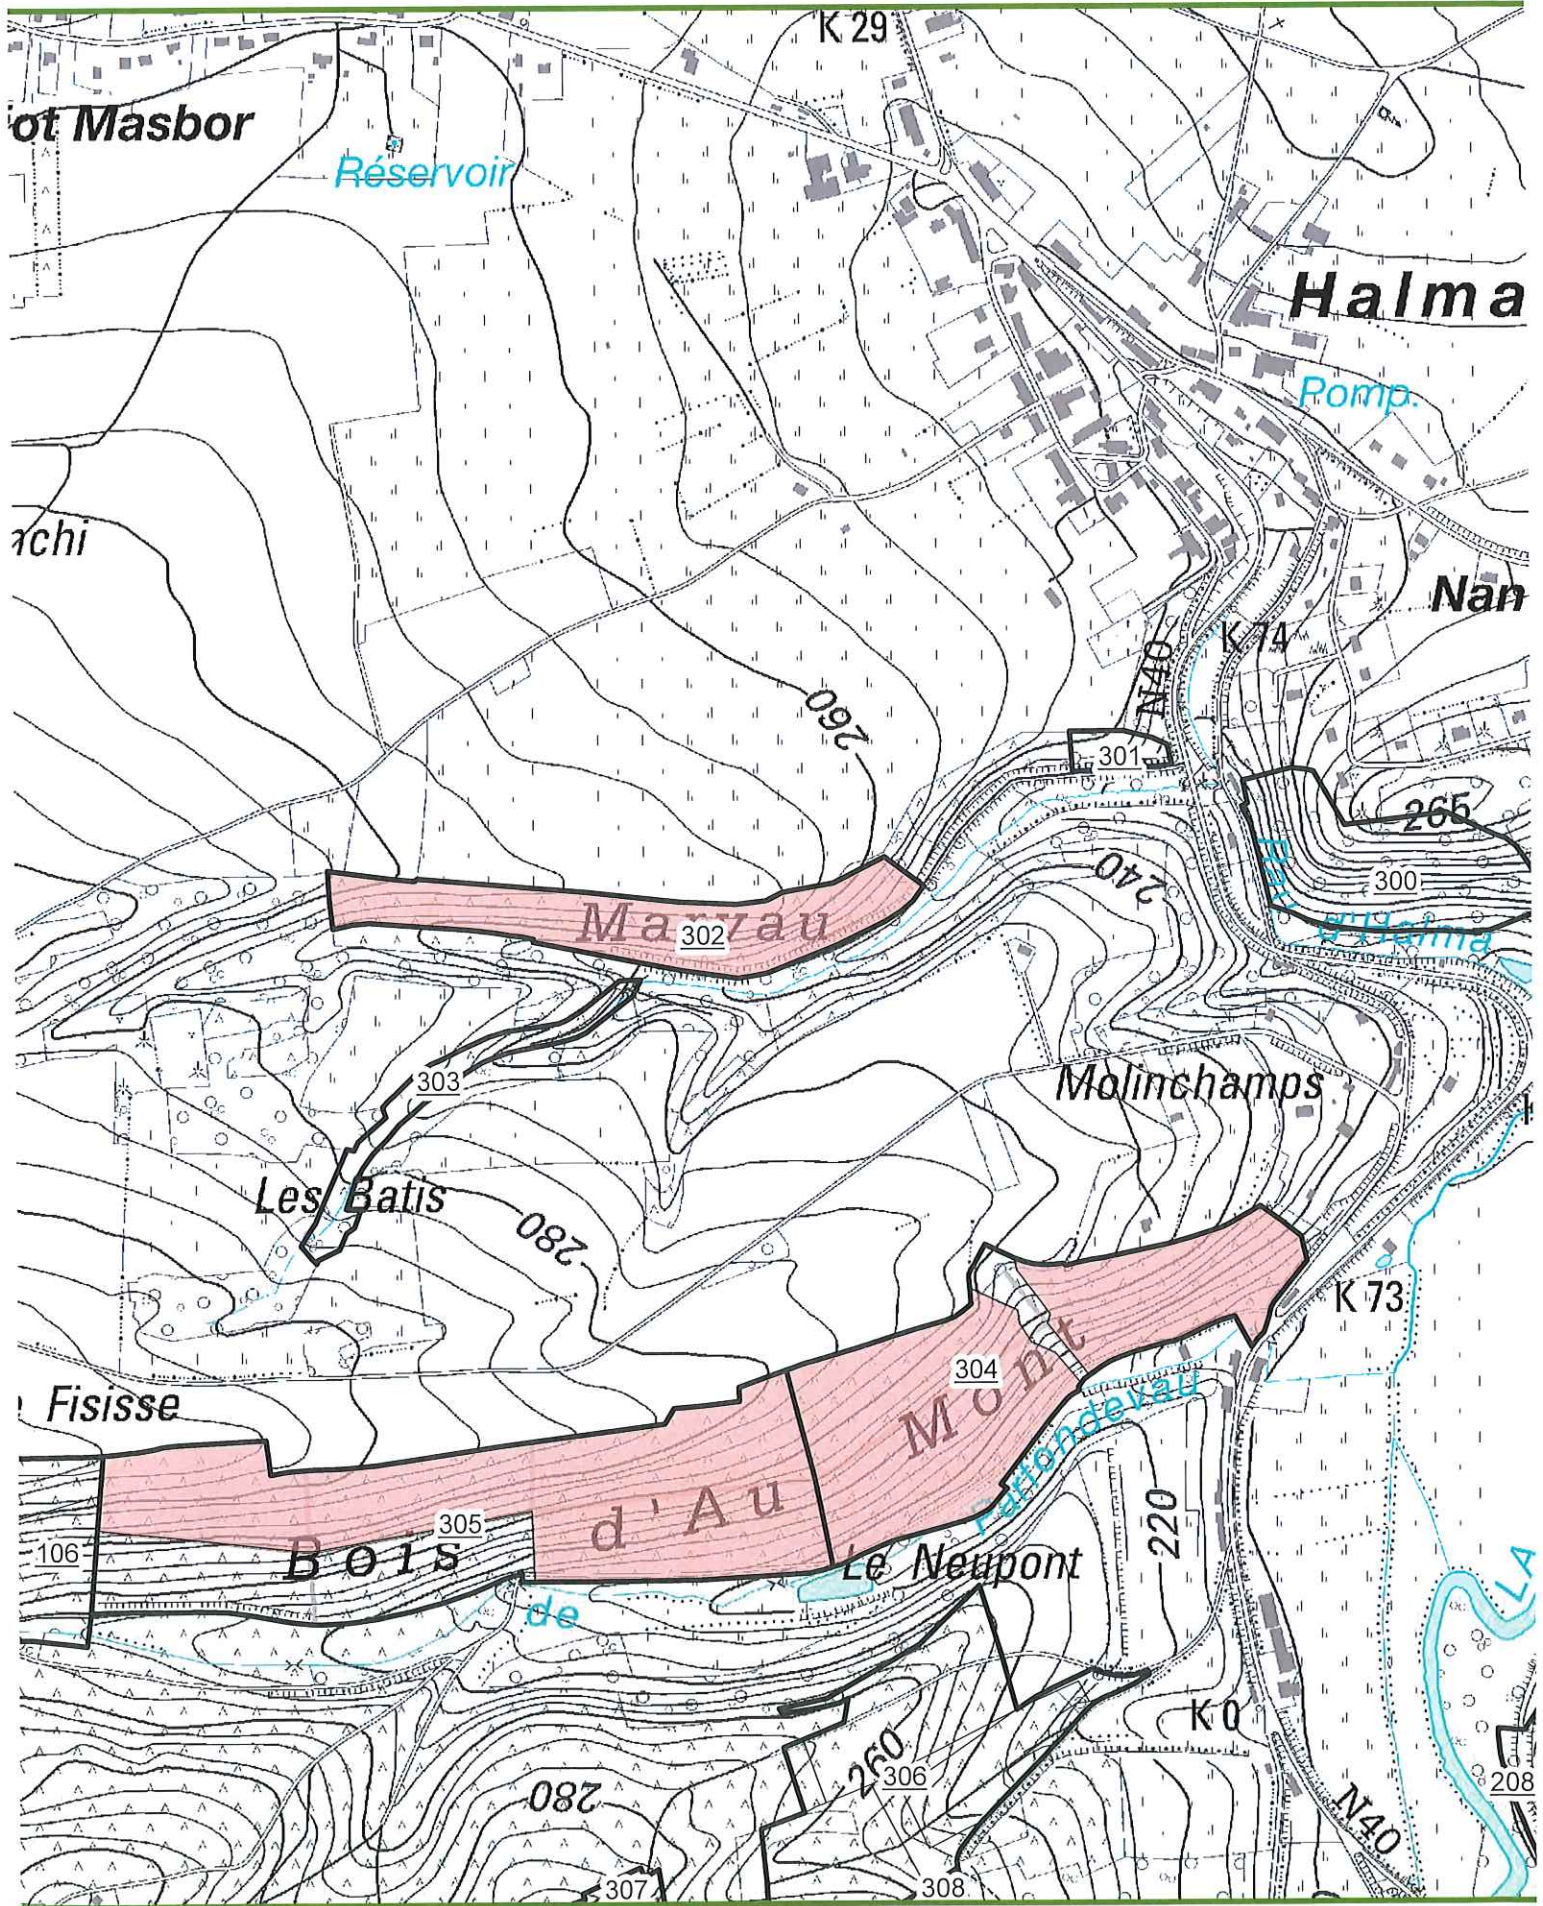 K 29
ot Masbor
Réservoir
Halma
Pomp.
chi
Nan
K 74
N40
260
301
265
240
300
Rau
d'Halma
Marvau
302
303
Molinchamps
Les Batis
280
K 73
304
Mont
Parfondevau
Fisisse
d'Au
305
Bois
106
220
Le Neupont
de
LA
K 0
260
306
280
208
N40
307
308